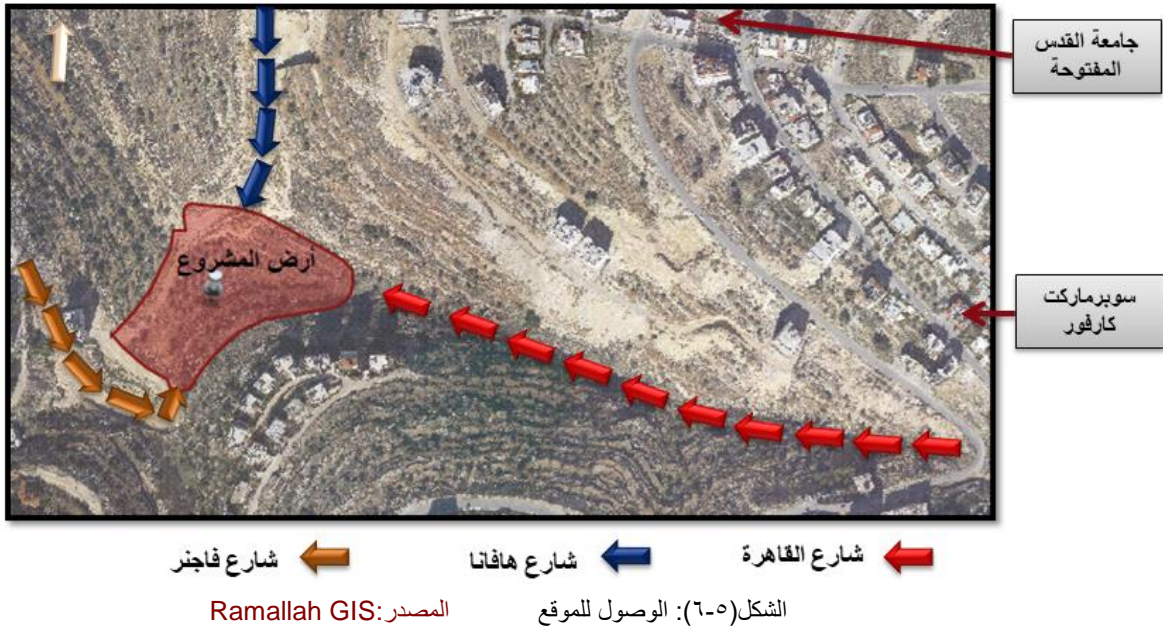 جامعة القدس
المفتوحة
أرض المشروع
سوبرماركت
كارفور
شارع القاهرة
شارع هافانا
شارع فاجنر
الشكل(٥-٦): الوصول للموقع
المصدر:Ramallah GIS